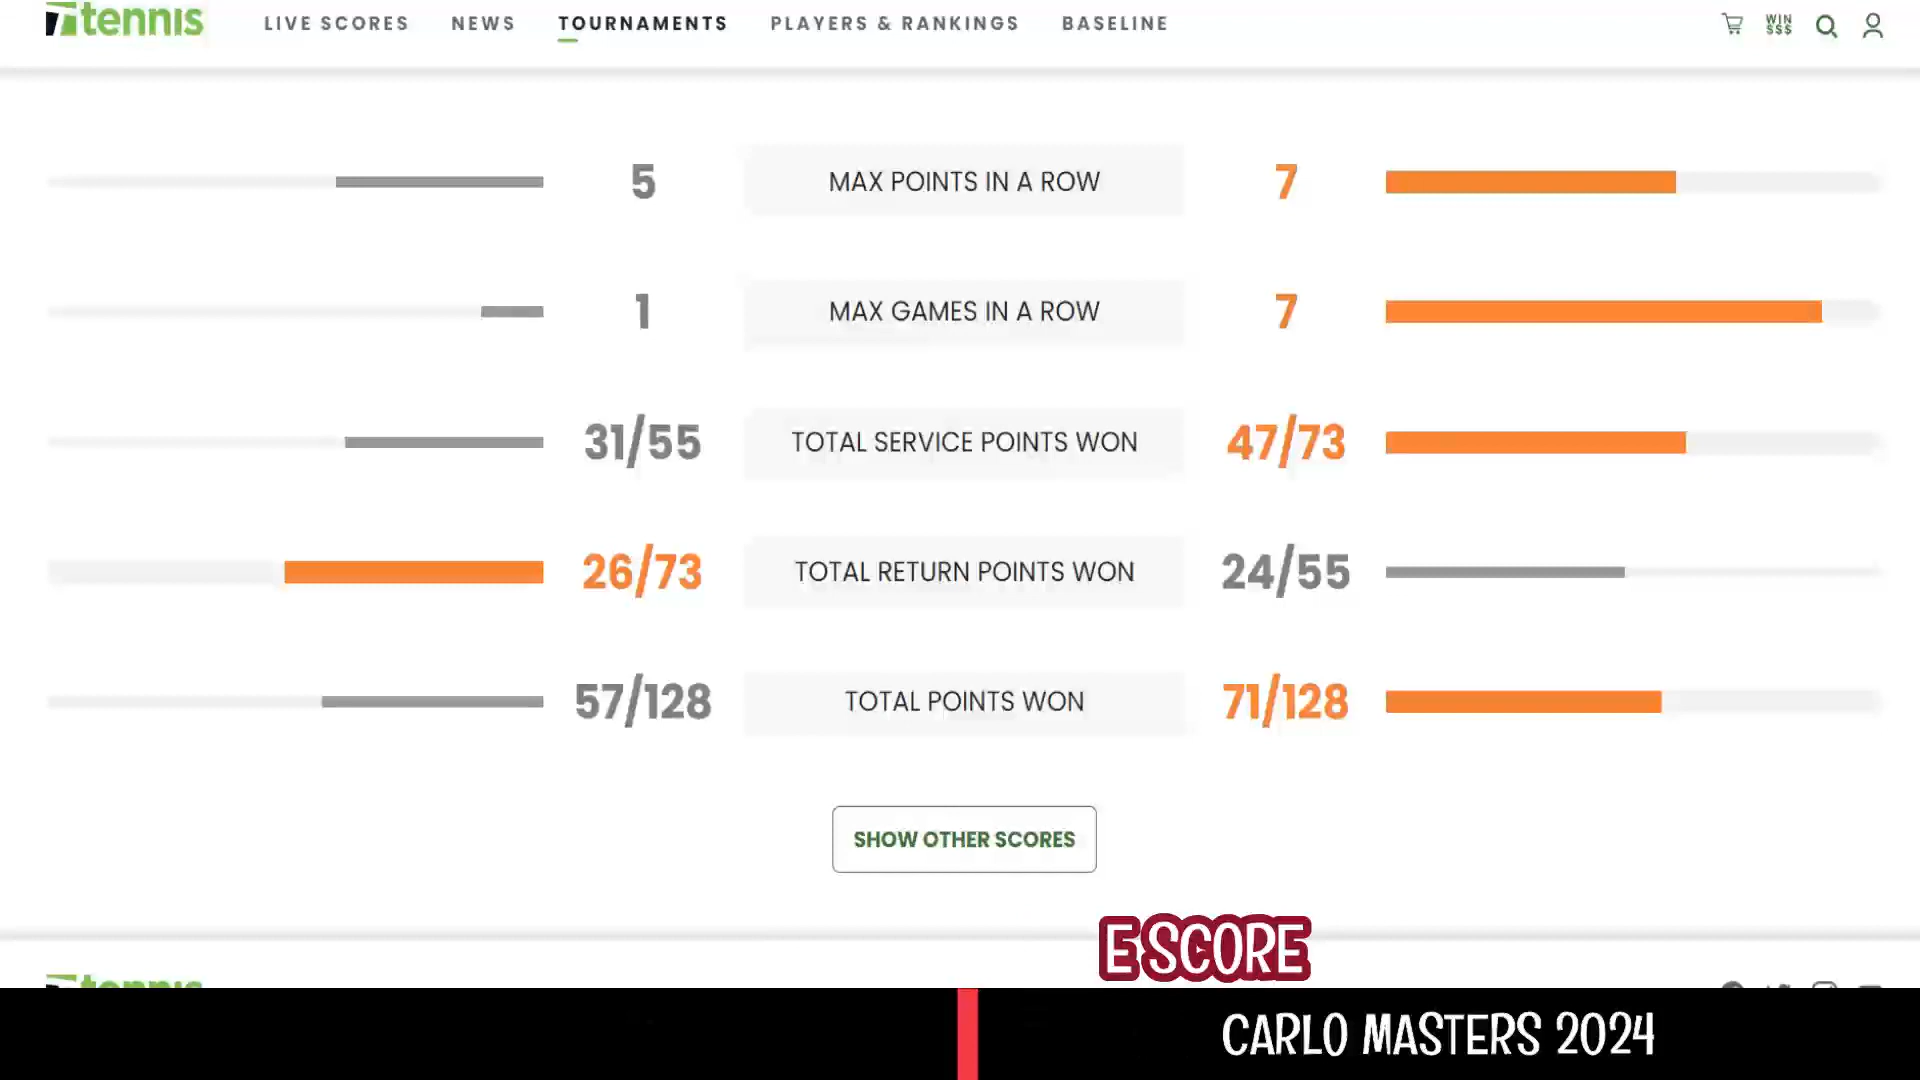 tennis LIVE SCORES NEWS TOURNAMENTS PLAYERS & RANKINGS BASELINE WIN $$$
5 MAX POINTS IN A ROW 7
1 MAX GAMES IN A ROW 7
31/55 TOTAL SERVICE POINTS WON 47/73
26/73 TOTAL RETURN POINTS WON 24/55
57/128 TOTAL POINTS WON 71/128
SHOW OTHER SCORES
E SCORE
tennis
CARLO MASTERS 2024